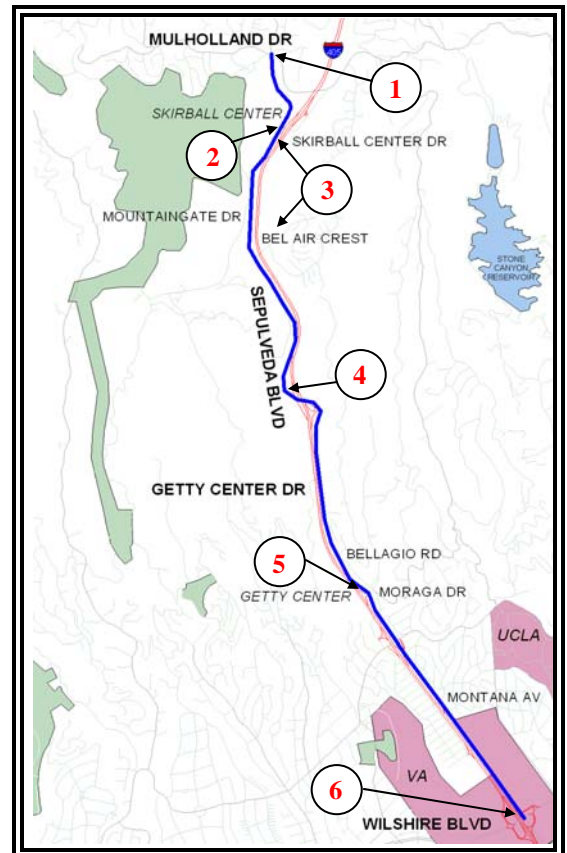 MULHOLLAND DR
405
1
SKIRBALL CENTER
2
SKIRBALL CENTER DR
3
MOUNTAINGATE DR
BEL AIR CREST
STONE
CANYON
RESERVOIR
SEPULVEDA BLVD
4
GETTY CENTER DR
BELLAGIO RD
5
GETTY CENTER
MORAGA DR
UCLA
MONTANA AV
VA
6
WILSHIRE BLVD